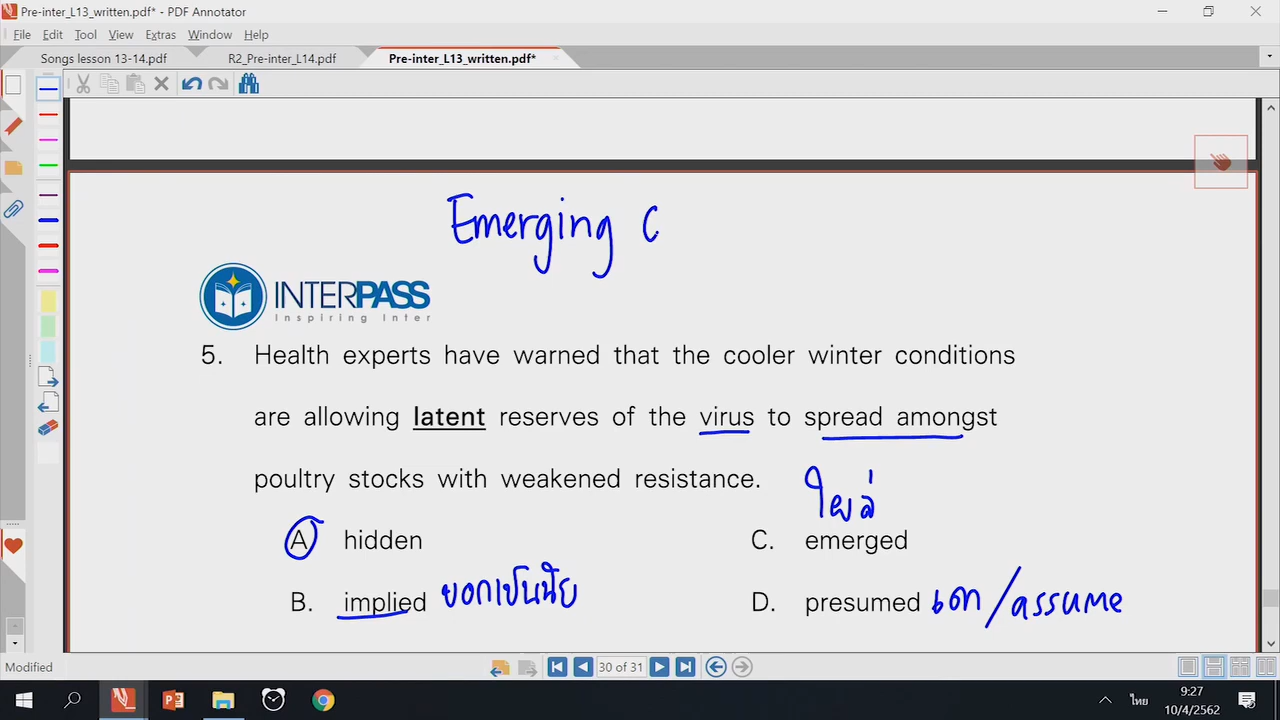 Pre-inter_L13_written.pdf* - PDF Annotator
File Edit Tool View Extras Window Help
Songs lesson 13-14.pdf R2_Pre-inter_L14.pdf Pre-inter_L13_written.pdf*
Emerging C
INTERPASS
Inspiring Inter
5. Health experts have warned that the cooler winter conditions
are allowing latent reserves of the virus to spread amongst
poultry stocks with weakened resistance.
โผล่
A hidden C. emerged
B. implied บอกเป็นนัย D. presumed เดา/assume
Modified 30 of 31
ไทย 9:27
10/4/2562